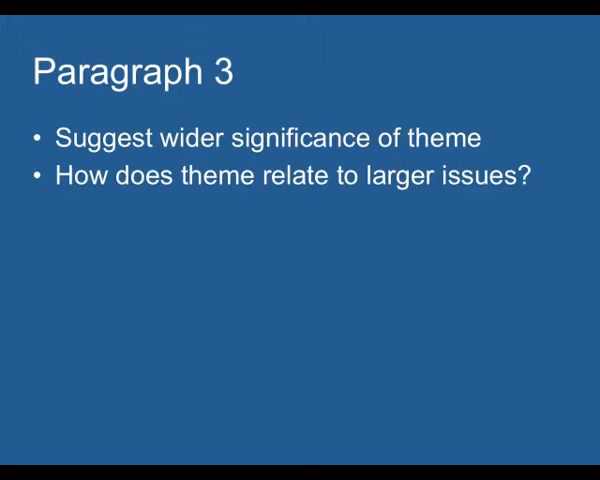 Paragraph 3
• Suggest wider significance of theme
• How does theme relate to larger issues?